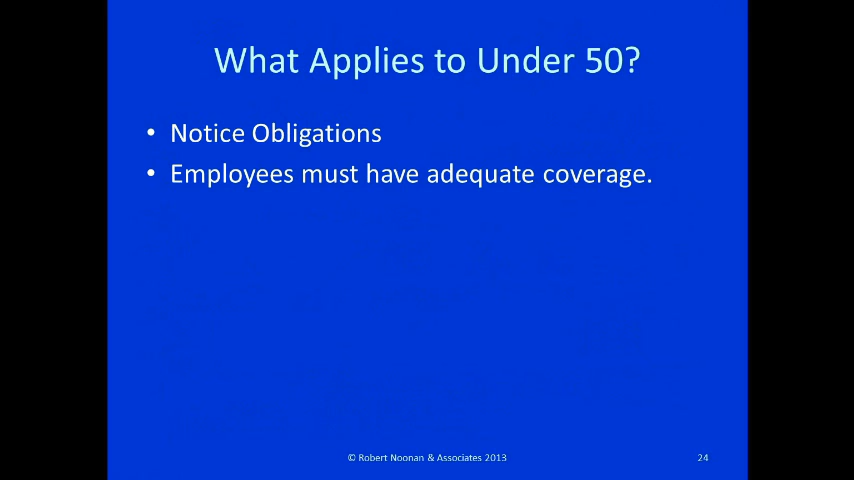 What Applies to Under 50?
• Notice Obligations
• Employees must have adequate coverage.
© Robert Noonan & Associates 2013
24